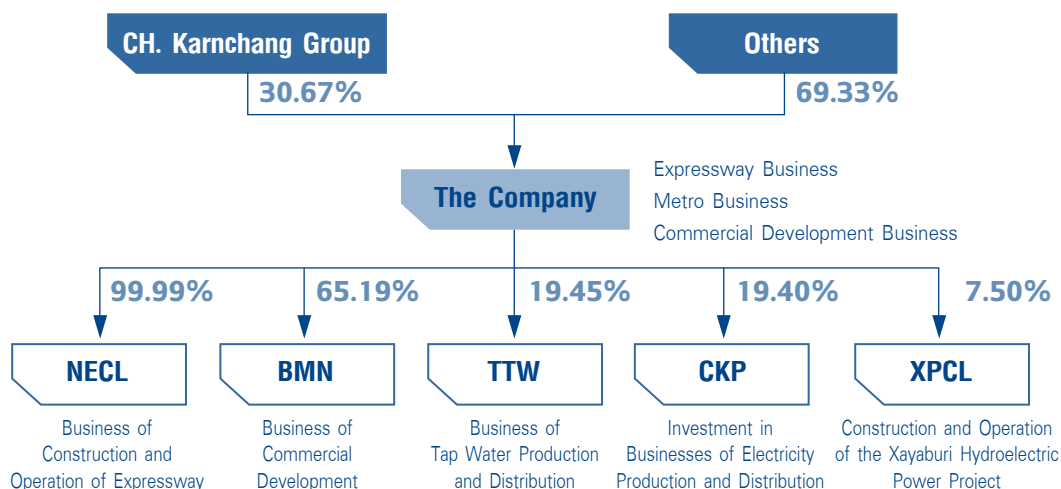 CH. Karnchang Group
Others
30.67%
69.33%
The Company
Expressway Business
Metro Business
Commercial Development Business
99.99%
65.19%
19.45%
19.40%
7.50%
NECL
BMN
TTW
CKP
XPCL
Business of
Construction and
Operation of Expressway
Business of
Commercial
Development
Business of
Tap Water Production
and Distribution
Investment in
Businesses of Electricity
Production and Distribution
Construction and Operation
of the Xayaburi Hydroelectric
Power Project